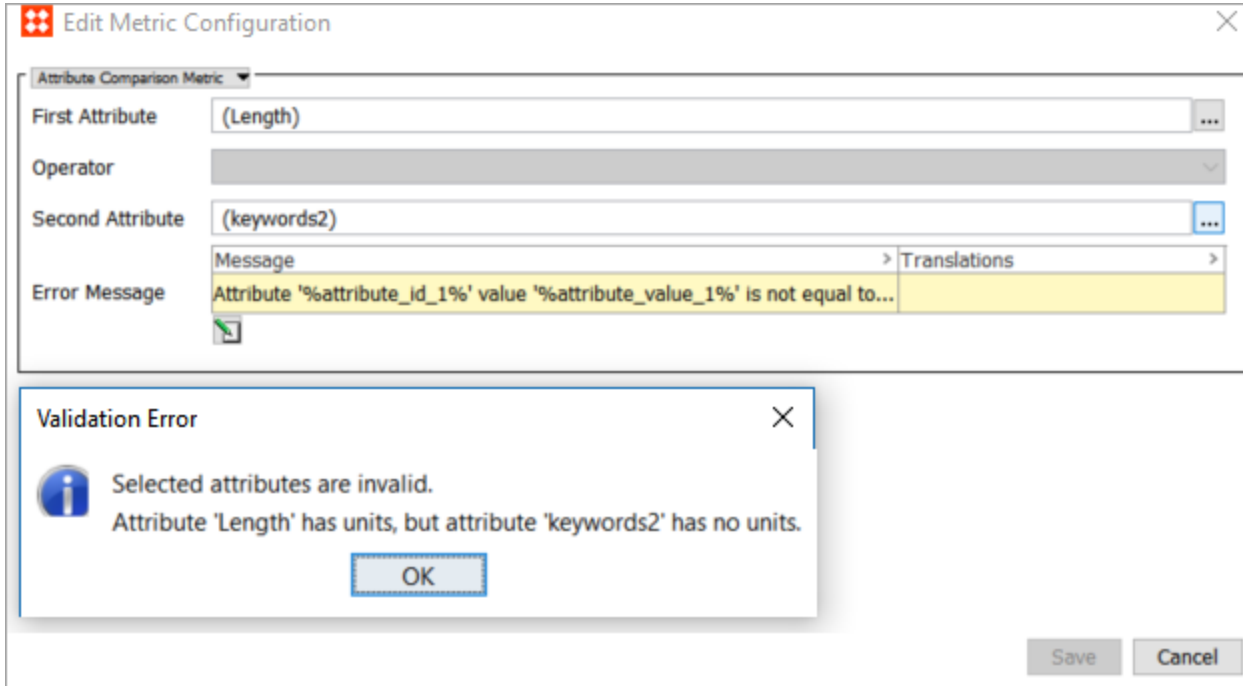 Edit Metric Configuration
Attribute Comparison Metric
First Attribute (Length) ...
Operator
Second Attribute (keywords2) ...
Message > Translations >
Error Message Attribute '%attribute_id_1%' value '%attribute_value_1%' is not equal to...
Validation Error
Selected attributes are invalid.
Attribute 'Length' has units, but attribute 'keywords2' has no units.
OK
Save Cancel